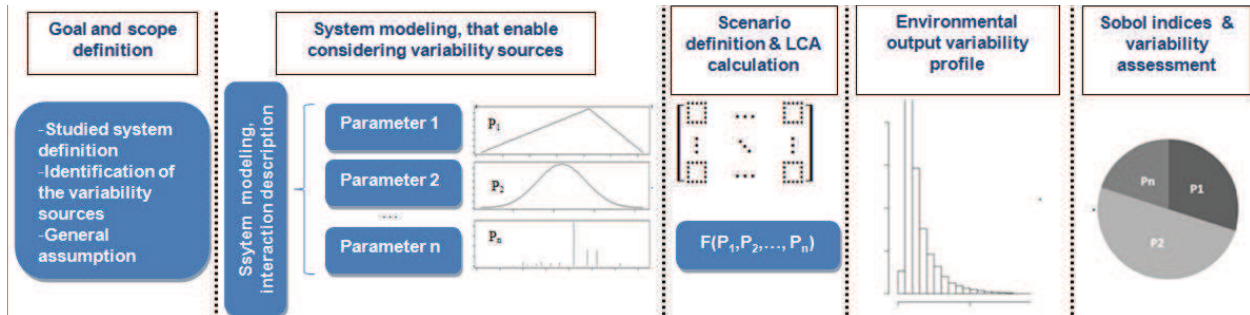 Goal and scope
definition
-Studied system
definition
-Identification of
the variability
sources
-General
assumption
System modeling, that enable
considering variability sources
Ssytem modeling,
interaction description
Parameter 1
Parameter 2
...
Parameter n
P1
P2
Pn
Scenario
definition & LCA
calculation
F(P1,P2,…, Pn)
Environmental
output variability
profile
Sobol indices &
variability
assessment
Pn
P1
P2